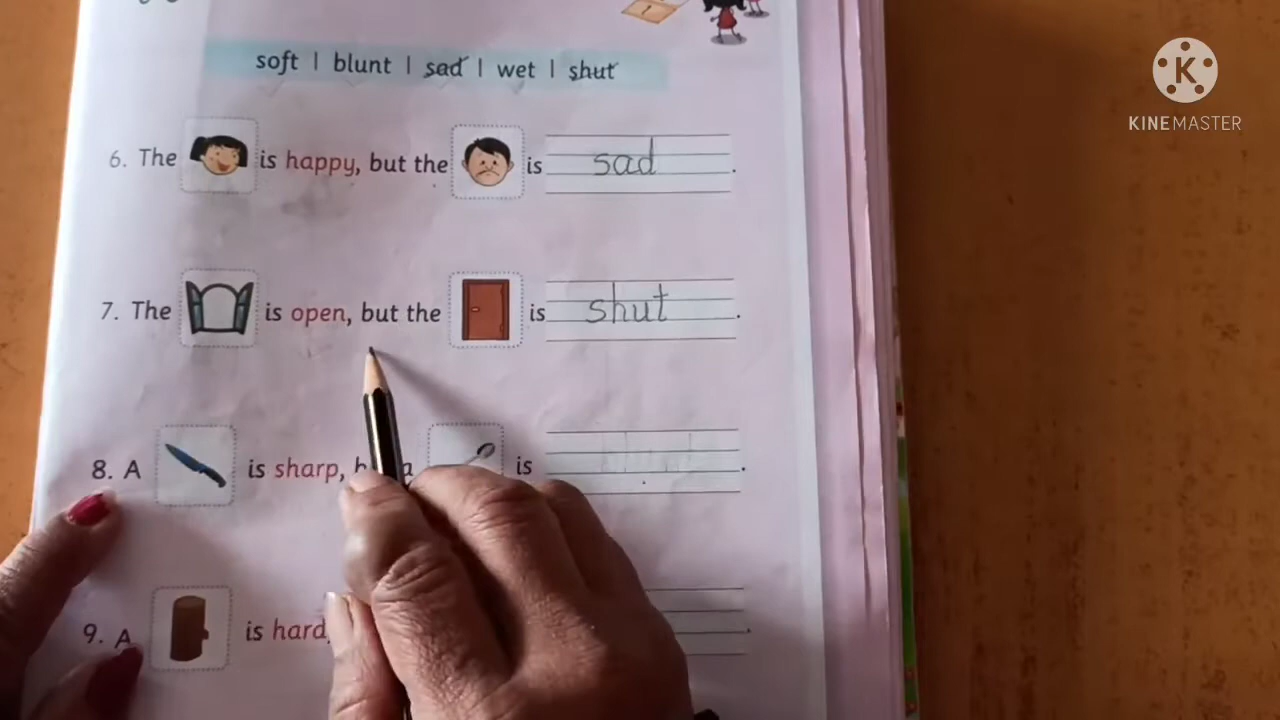 soft | blunt | sad | wet | shut
6. The is happy, but the is sad.
7. The is open, but the is shut.
8. A is sharp, a is .
9. A is hard,
K
KINEMASTER